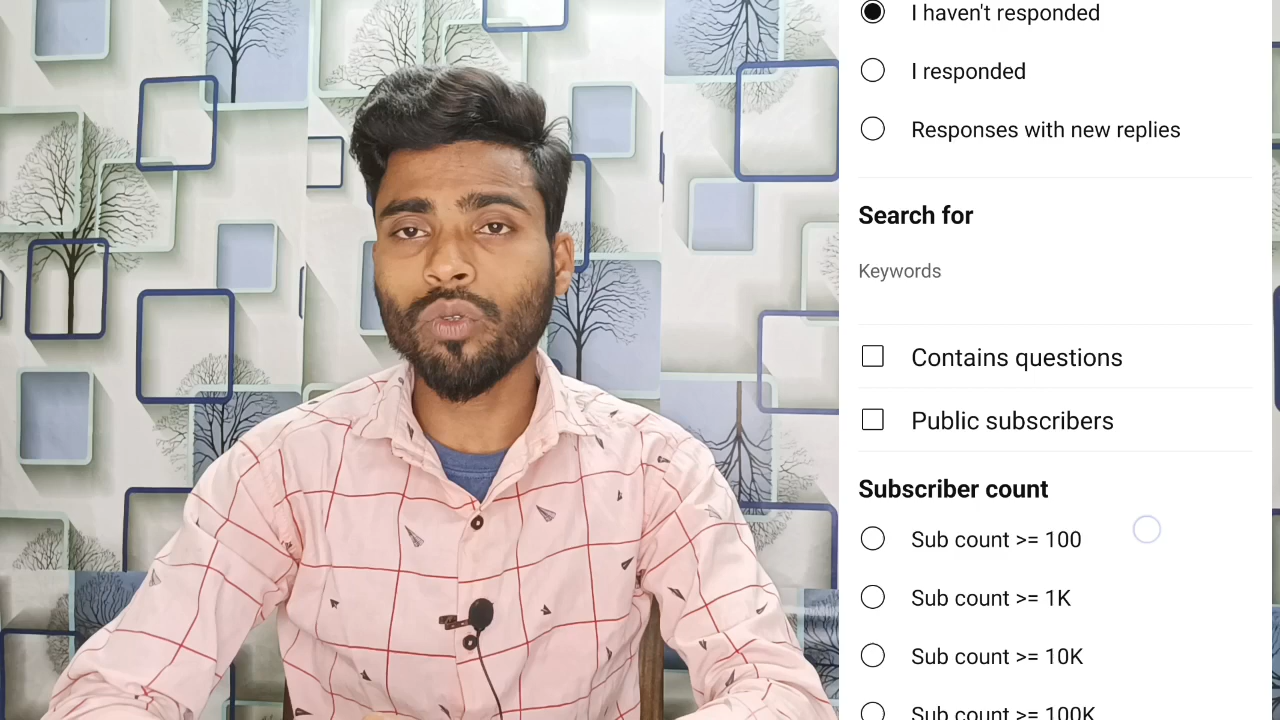 I haven't responded
I responded
Responses with new replies
Search for
Keywords
Contains questions
Public subscribers
Subscriber count
Sub count >= 100
Sub count >= 1K
Sub count >= 10K
Sub count >= 100K